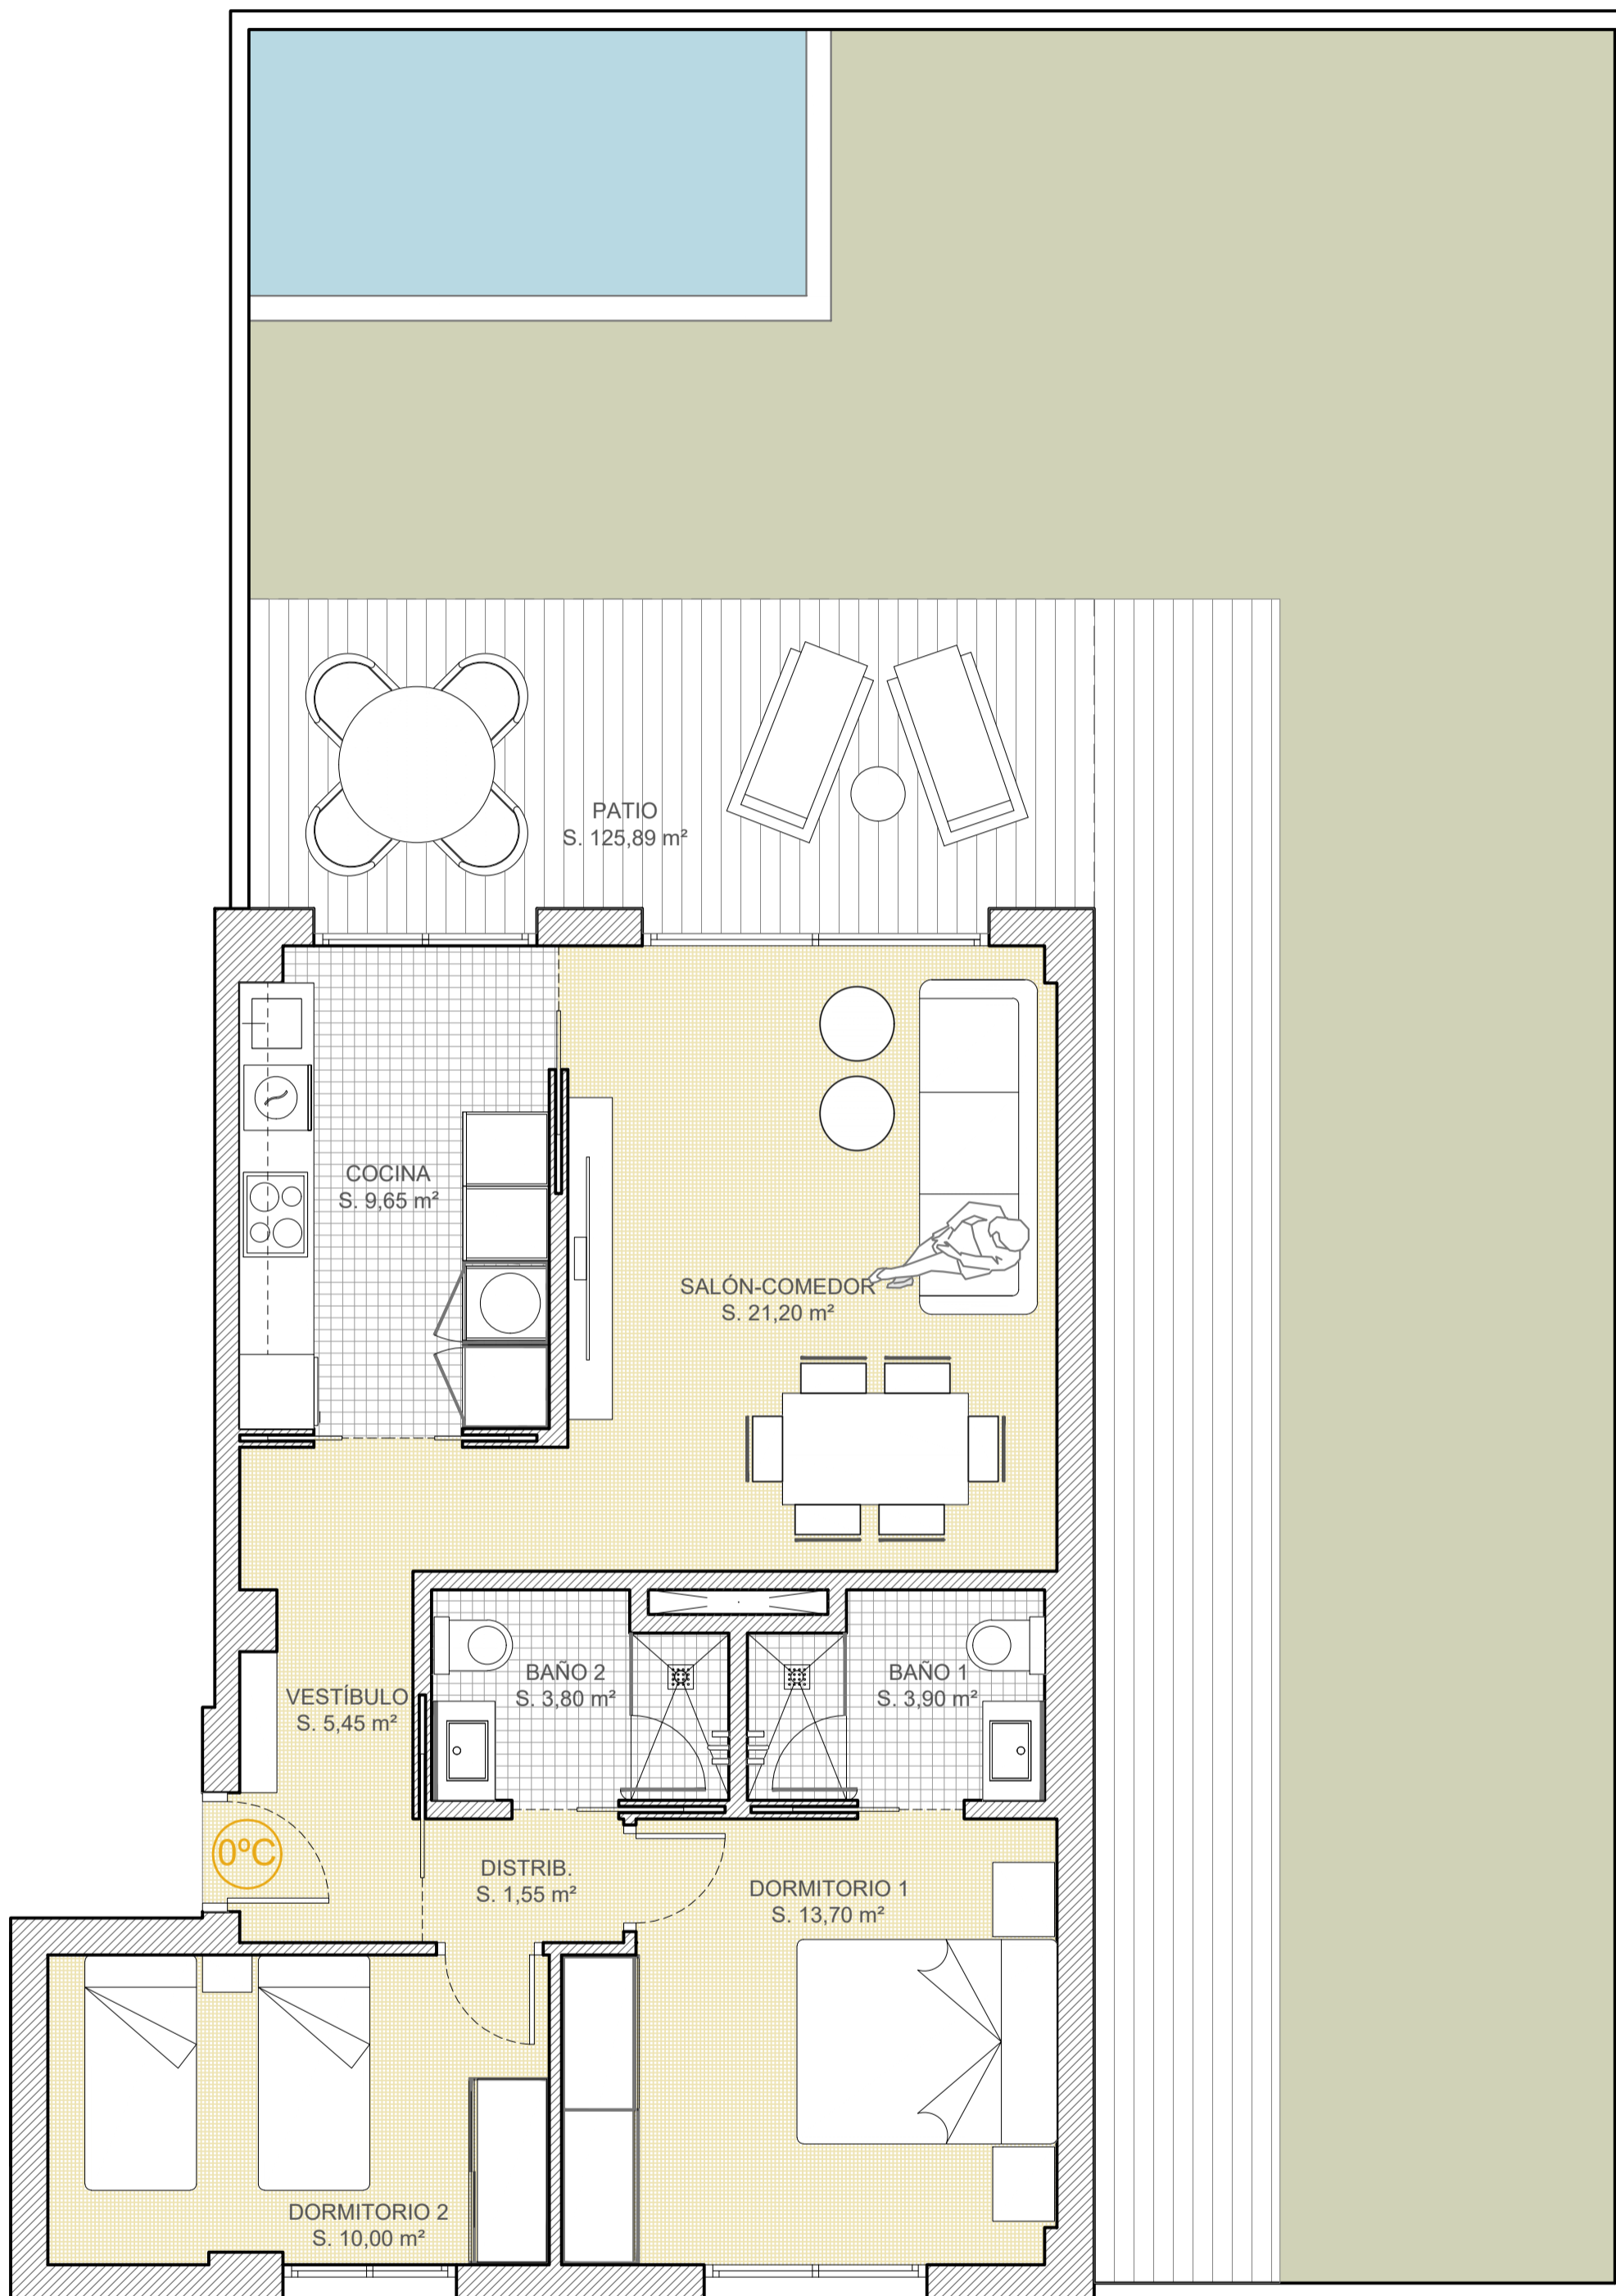 PATIO
S. 125,89 m²
COCINA
S. 9,65 m²
SALÓN-COMEDOR
S. 21,20 m²
BAÑO 2
S. 3,80 m²
BAÑO 1
S. 3,90 m²
VESTÍBULO
S. 5,45 m²
0ºC
DISTRIB.
S. 1,55 m²
DORMITORIO 1
S. 13,70 m²
DORMITORIO 2
S. 10,00 m²